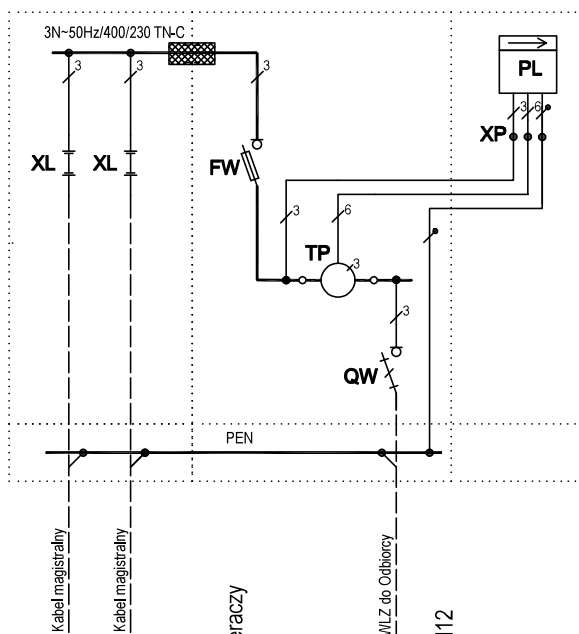 3N~50Hz/400/230 TN-C
3
3
3
PL
3
6
XP
XL
XL
FW
3
6
TP
3
3
QW
PEN
Kabel magistralny
Kabel magistralny
WLZ do Odbiorcy